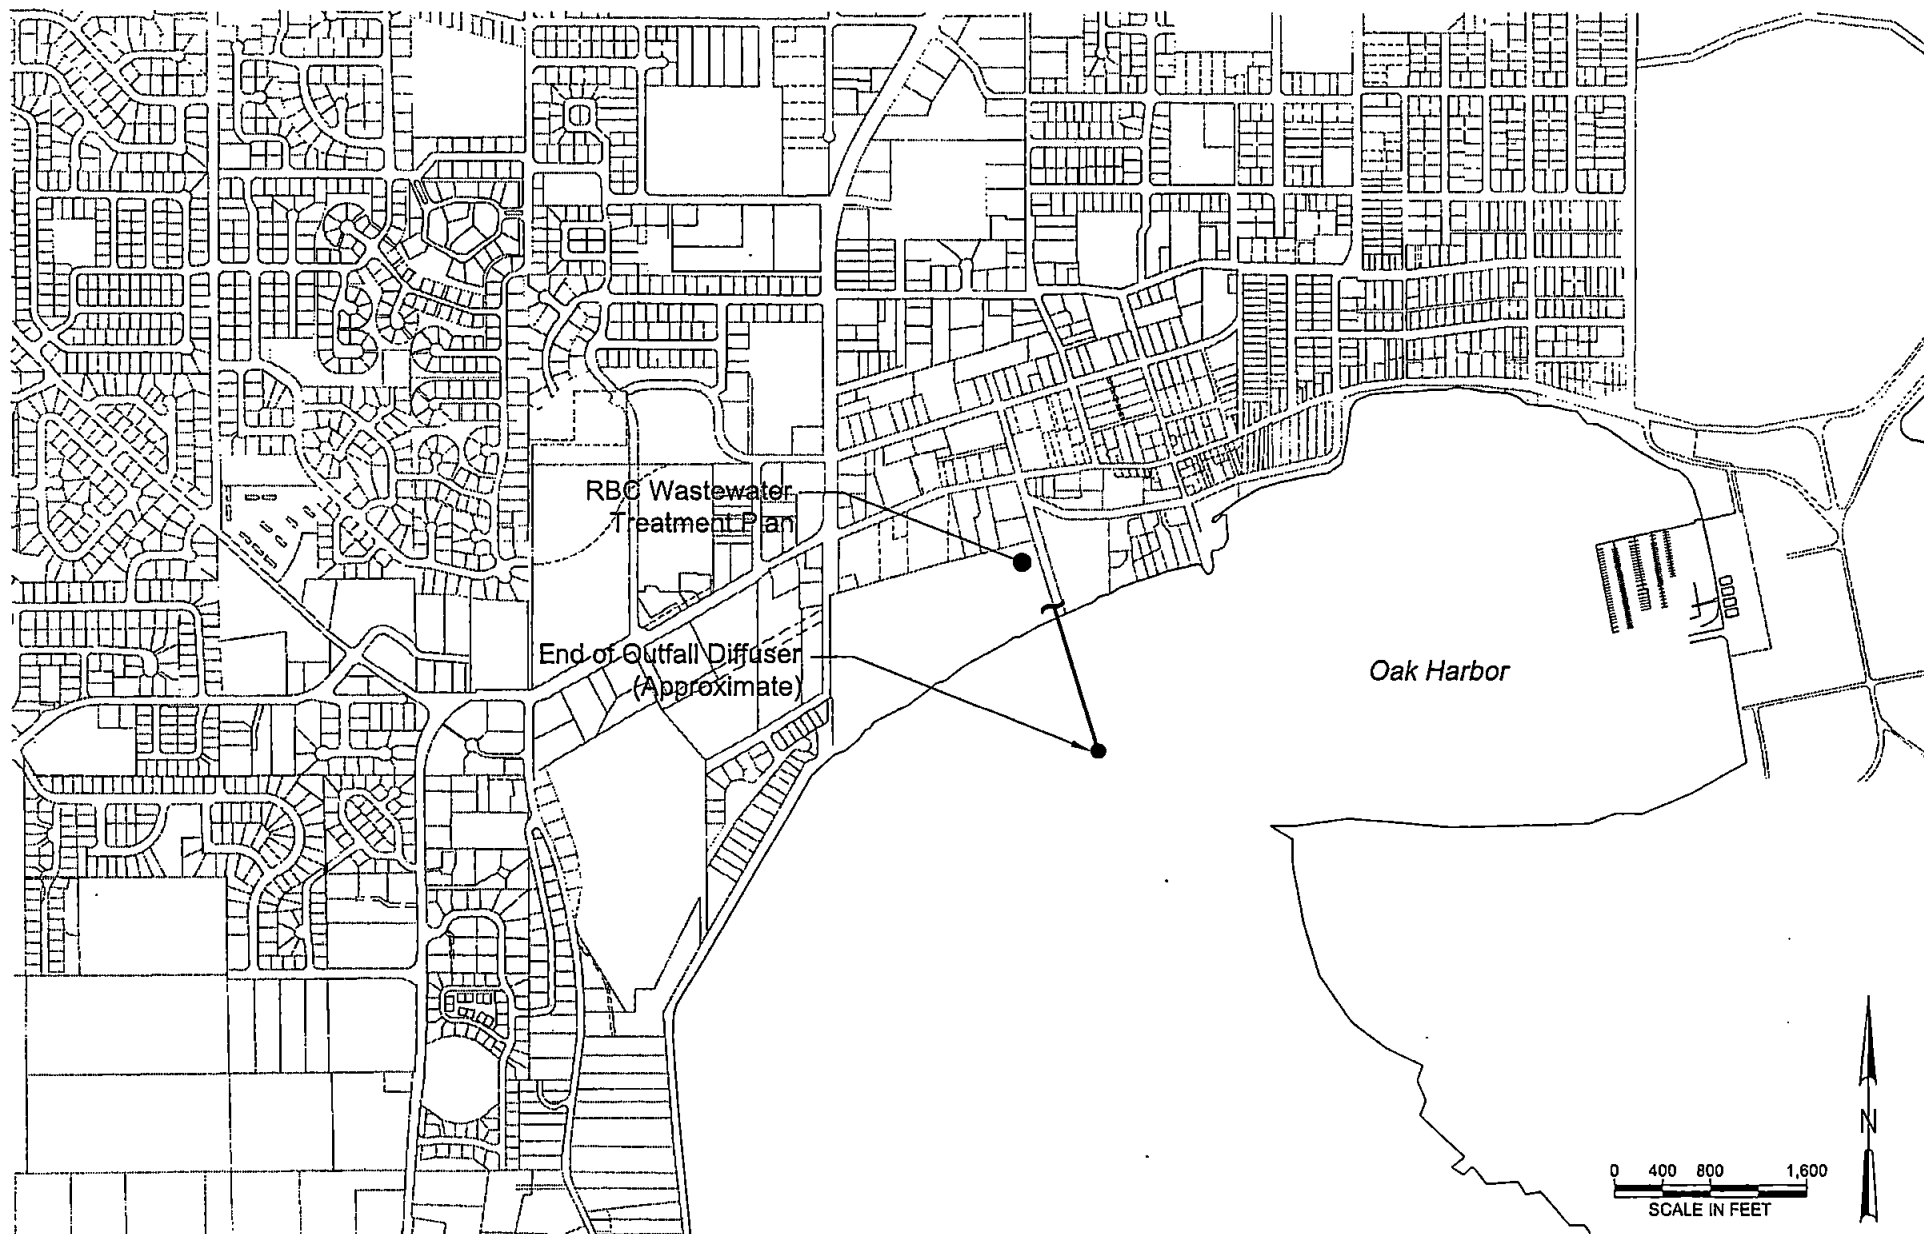 RBC Wastewater
Treatment Plan
End of Outfall Diffuser
(Approximate)
Oak Harbor
N
0 400 800 1,600
SCALE IN FEET